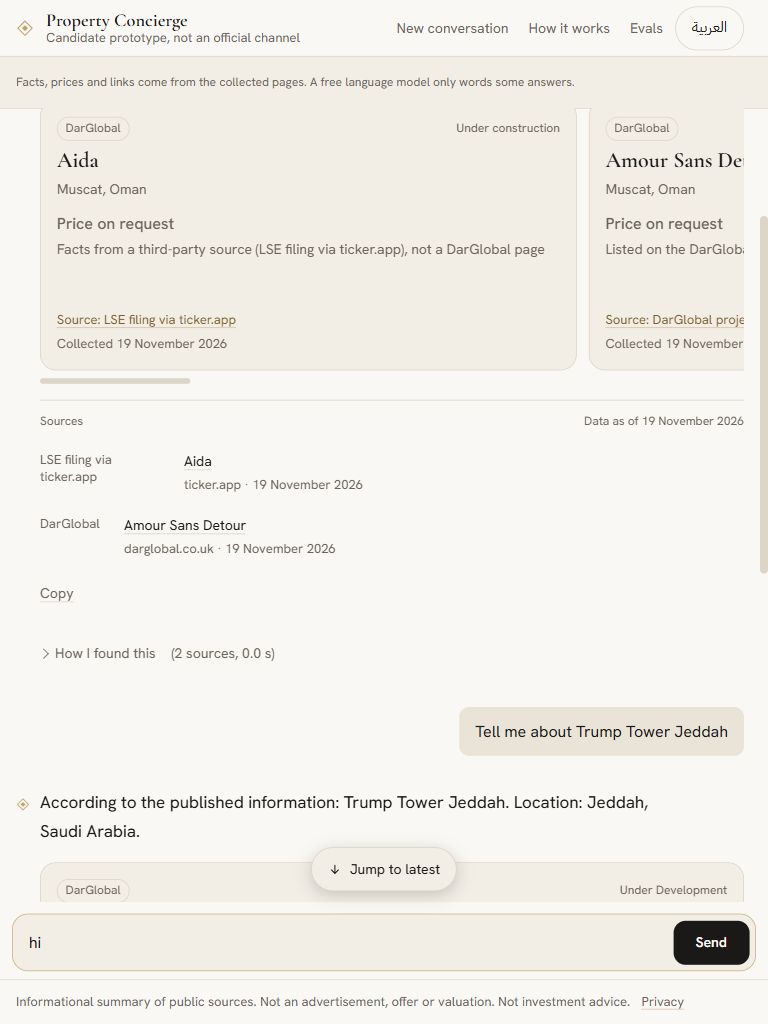 Property Concierge
Candidate prototype, not an official channel
New conversation
How it works
Evals
العربية
Facts, prices and links come from the collected pages. A free language model only words some answers.
DarGlobal
Under construction
Aida
Muscat, Oman
Price on request
Facts from a third-party source (LSE filing via ticker.app), not a DarGlobal page
Source: LSE filing via ticker.app
Collected 19 November 2026
DarGlobal
Amour Sans De
Muscat, Oman
Price on request
Listed on the DarGloba
Source: DarGlobal proje
Collected 19 November
Sources
Data as of 19 November 2026
LSE filing via
ticker.app
Aida
ticker.app · 19 November 2026
DarGlobal
Amour Sans Detour
darglobal.co.uk · 19 November 2026
Copy
How I found this (2 sources, 0.0 s)
Tell me about Trump Tower Jeddah
According to the published information: Trump Tower Jeddah. Location: Jeddah,
Saudi Arabia.
Jump to latest
DarGlobal
Under Development
hi
Send
Informational summary of public sources. Not an advertisement, offer or valuation. Not investment advice. Privacy